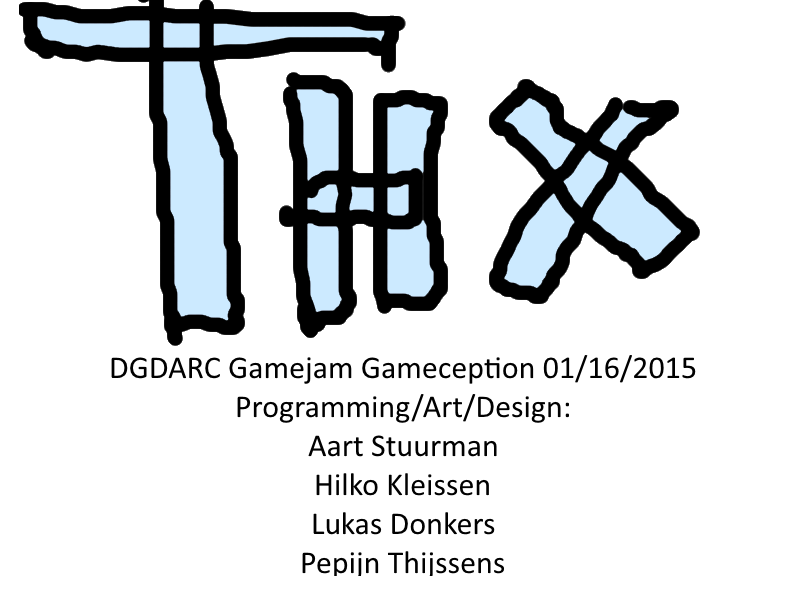 THX
DGDARC Gamejam Gameception 01/16/2015
Programming/Art/Design:
Aart Stuurman
Hilko Kleissen
Lukas Donkers
Pepijn Thijssens